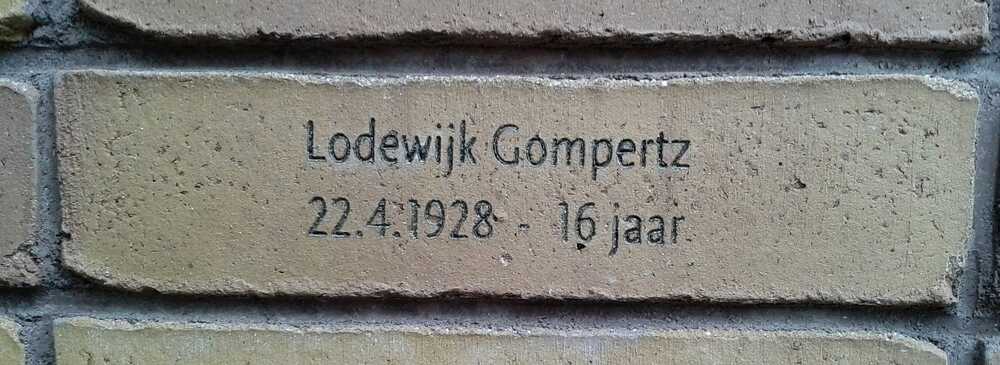 Lodewijk Gompertz
22.4.1928 - 16 jaar